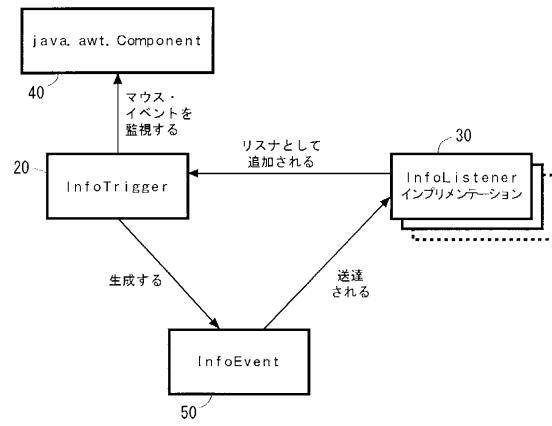 java.awt.Component
40
マウス・
イベントを
監視する
20
InfoTrigger
リスナとして
追加される
30
InfoListener
インプリメンテーション
生成する
送達
される
InfoEvent
50